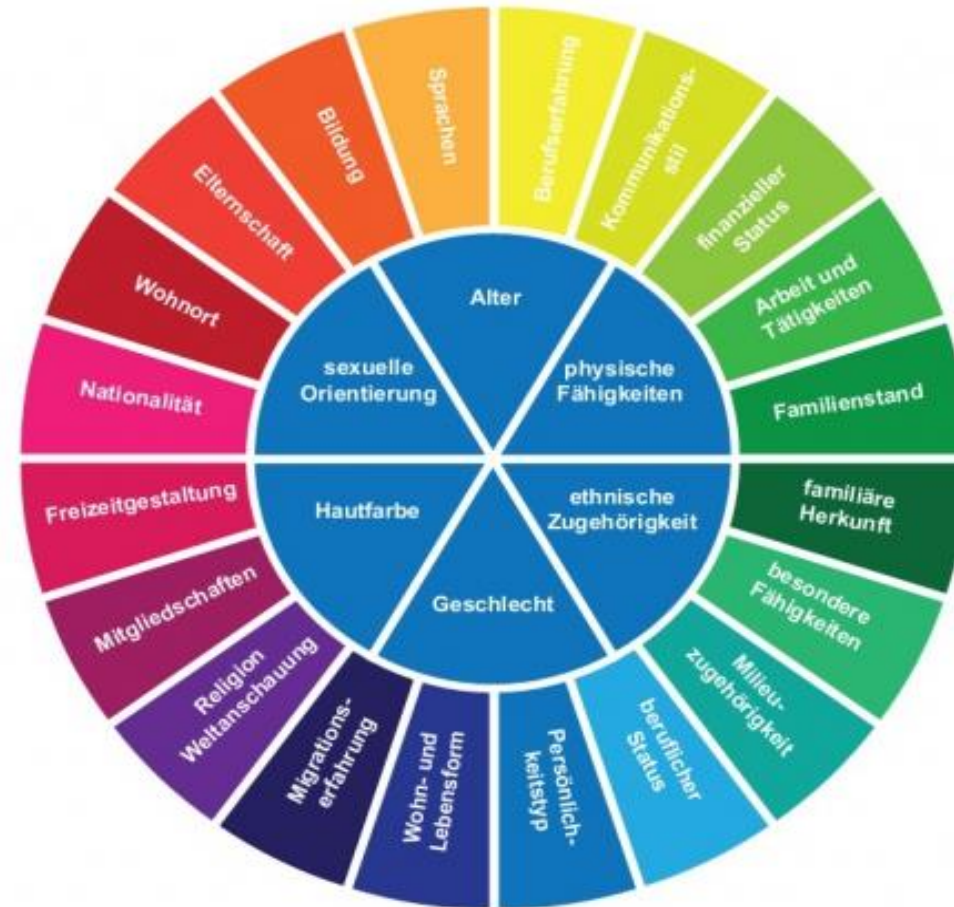 Sprachen
Berufserfahrung
Kommunikations-
stil
finanzieller
Status
Arbeit und
Tätigkeiten
Familienstand
familiäre
Herkunft
besondere
Fähigkeiten
Milieu-
zugehörigkeit
beruflicher
Status
Persönlich-
keitstyp
Wohn- und
Lebensform
Migrations-
erfahrung
Religion
Weltanschauung
Mitgliedschaften
Freizeitgestaltung
Nationalität
Wohnort
Elternschaft
Bildung
Alter
physische
Fähigkeiten
ethnische
Zugehörigkeit
Geschlecht
Hautfarbe
sexuelle
Orientierung